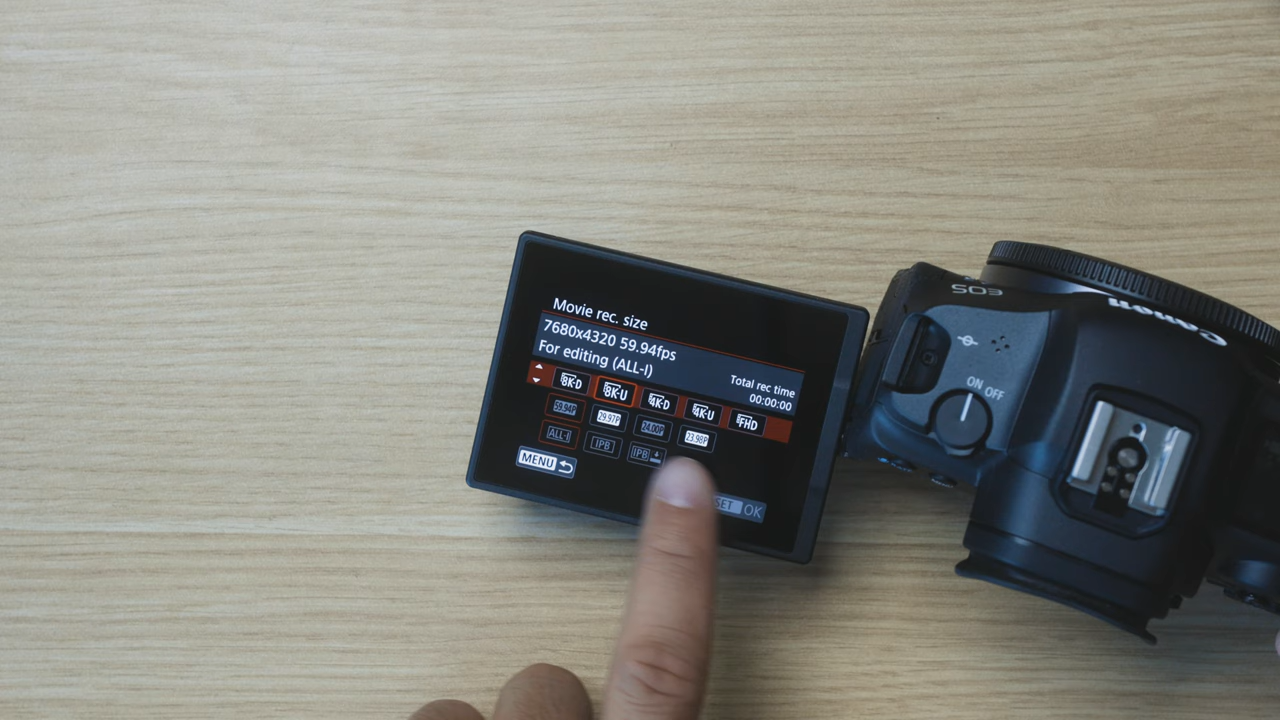 Movie rec. size
7680x4320 59.94fps
For editing (ALL-I)
Total rec time
00:00:00
8K-D 8K-U 4K-D 4K-U FHD
59.94P 29.97P 24.00P 23.98P
ALL-I IPB IPB
MENU
SET OK
EOS
Canon
ON OFF